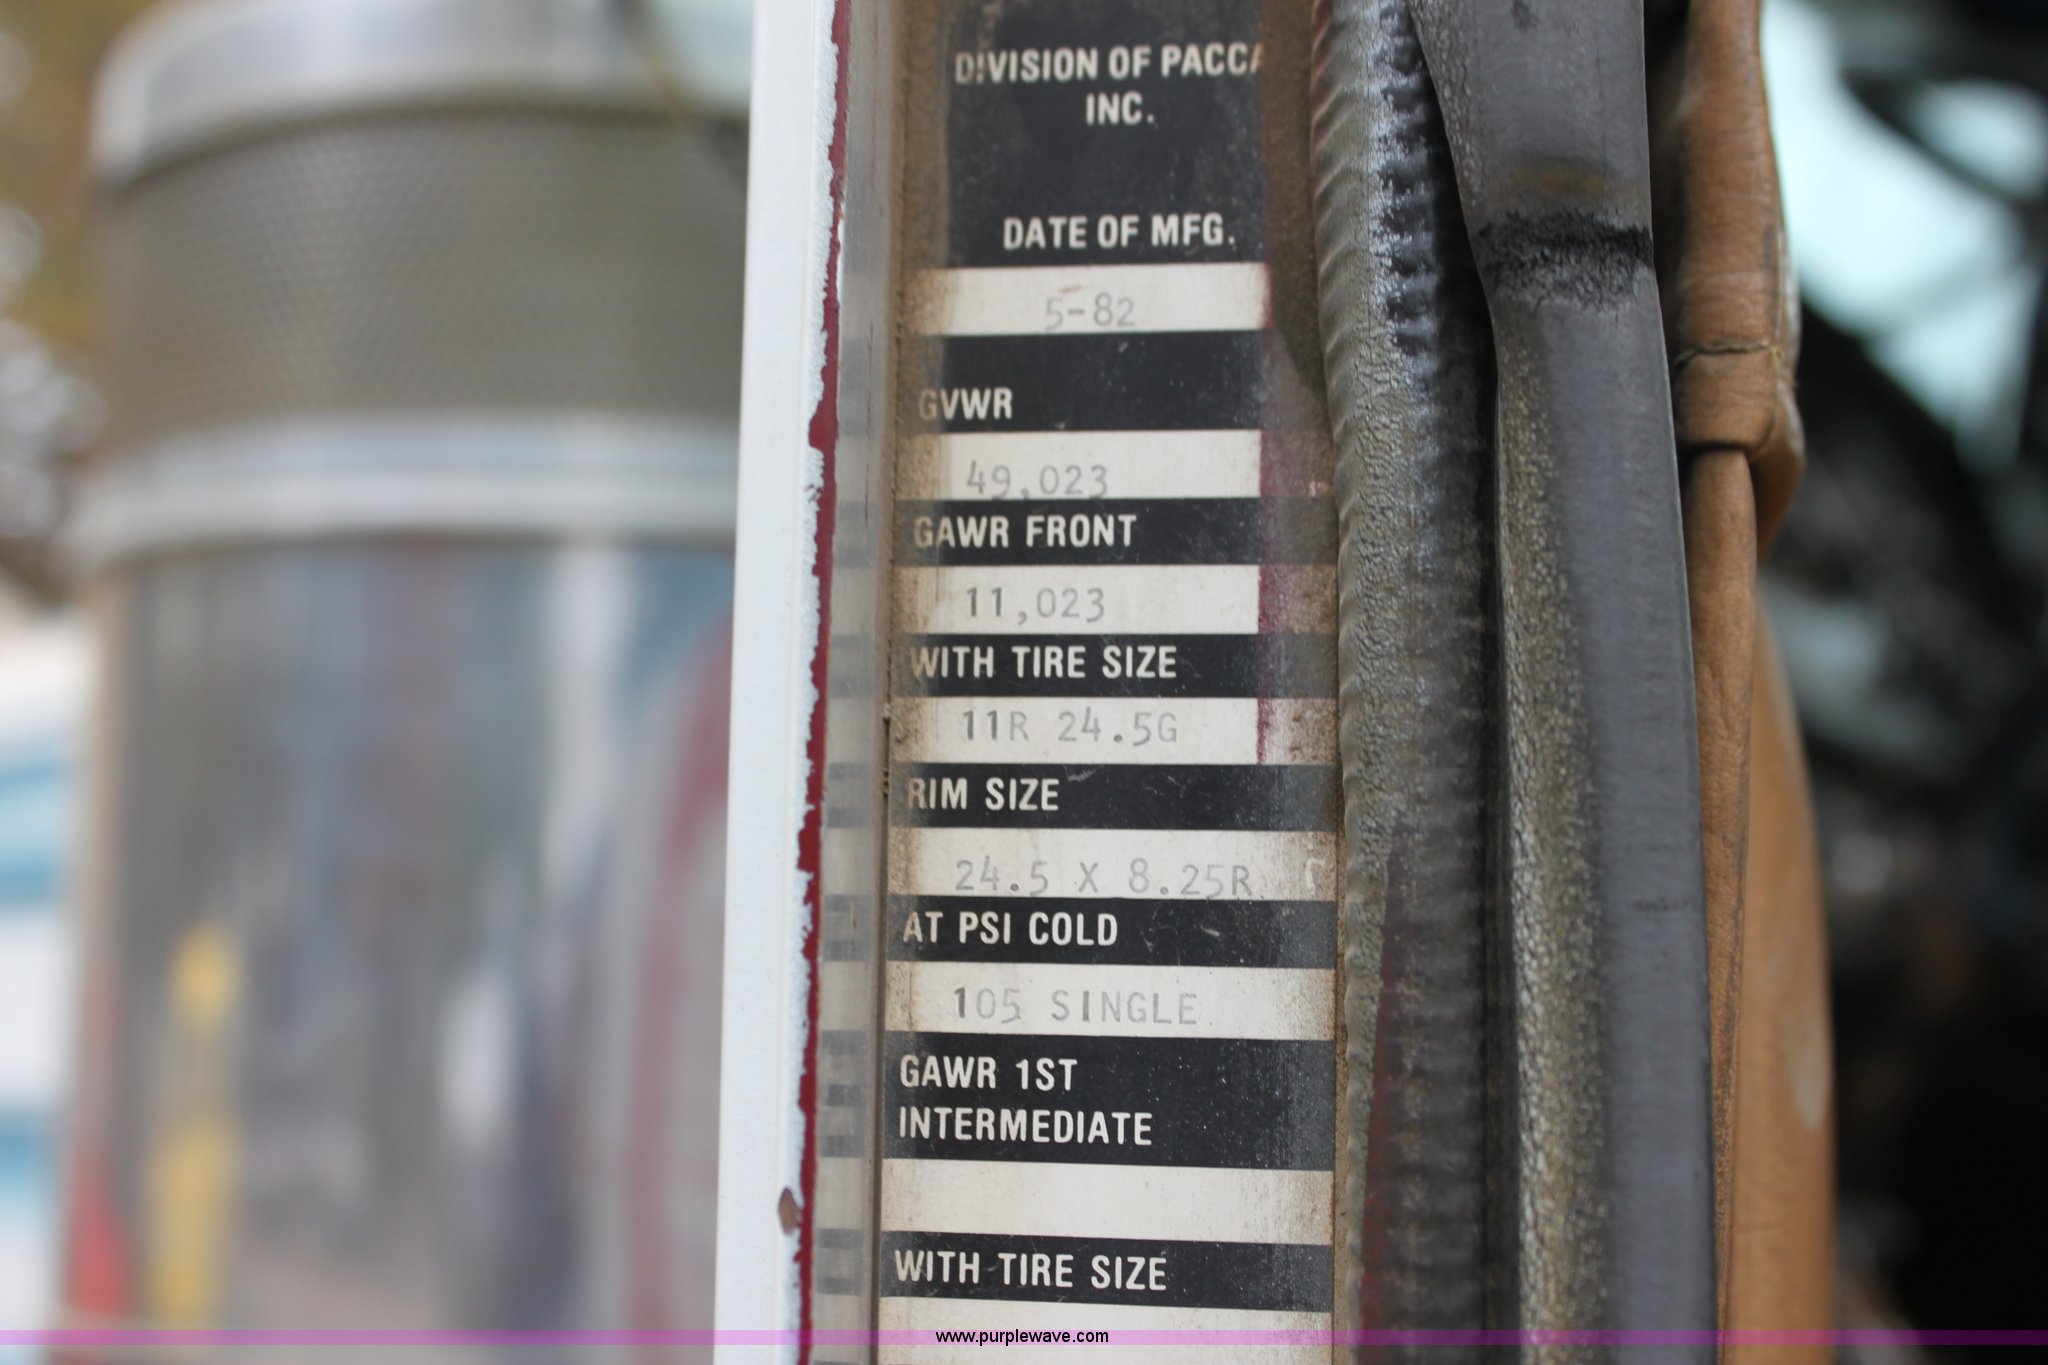 DIVISION OF PACCA
INC.
DATE OF MFG.
5-82
GVWR
49,023
GAWR FRONT
11,023
WITH TIRE SIZE
11R 24.5G
RIM SIZE
24.5 X 8.25R
AT PSI COLD
105 SINGLE
GAWR 1ST
INTERMEDIATE
WITH TIRE SIZE
www.purplewave.com